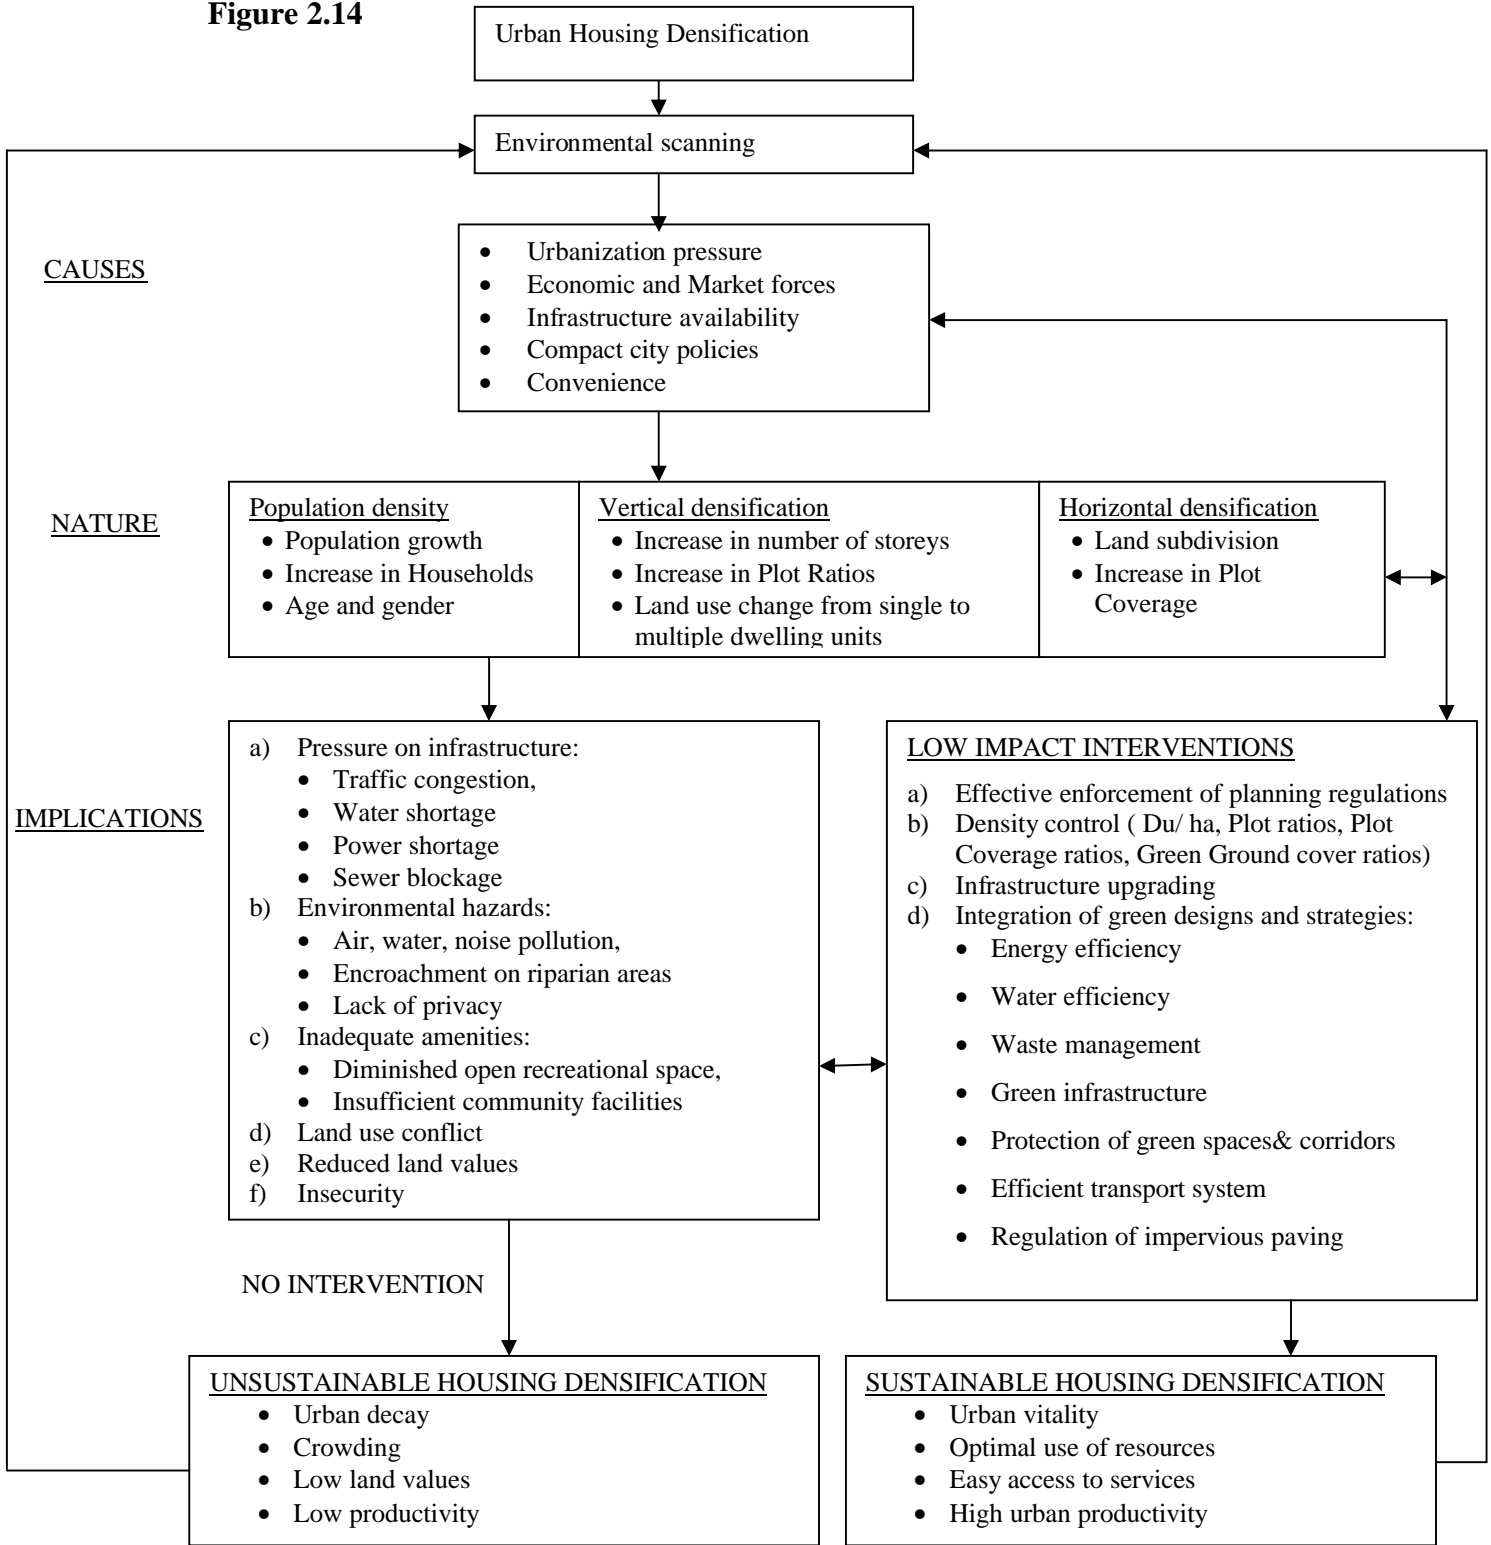 Figure 2.14
Urban Housing Densification
Environmental scanning
CAUSES
• Urbanization pressure
• Economic and Market forces
• Infrastructure availability
• Compact city policies
• Convenience
NATURE
Population density
• Population growth
• Increase in Households
• Age and gender
Vertical densification
• Increase in number of storeys
• Increase in Plot Ratios
• Land use change from single to
multiple dwelling units
Horizontal densification
• Land subdivision
• Increase in Plot
Coverage
IMPLICATIONS
a) Pressure on infrastructure:
• Traffic congestion,
• Water shortage
• Power shortage
• Sewer blockage
b) Environmental hazards:
• Air, water, noise pollution,
• Encroachment on riparian areas
• Lack of privacy
c) Inadequate amenities:
• Diminished open recreational space,
• Insufficient community facilities
d) Land use conflict
e) Reduced land values
f) Insecurity
LOW IMPACT INTERVENTIONS
a) Effective enforcement of planning regulations
b) Density control ( Du/ ha, Plot ratios, Plot
Coverage ratios, Green Ground cover ratios)
c) Infrastructure upgrading
d) Integration of green designs and strategies:
• Energy efficiency
• Water efficiency
• Waste management
• Green infrastructure
• Protection of green spaces& corridors
• Efficient transport system
• Regulation of impervious paving
NO INTERVENTION
UNSUSTAINABLE HOUSING DENSIFICATION
• Urban decay
• Crowding
• Low land values
• Low productivity
SUSTAINABLE HOUSING DENSIFICATION
• Urban vitality
• Optimal use of resources
• Easy access to services
• High urban productivity